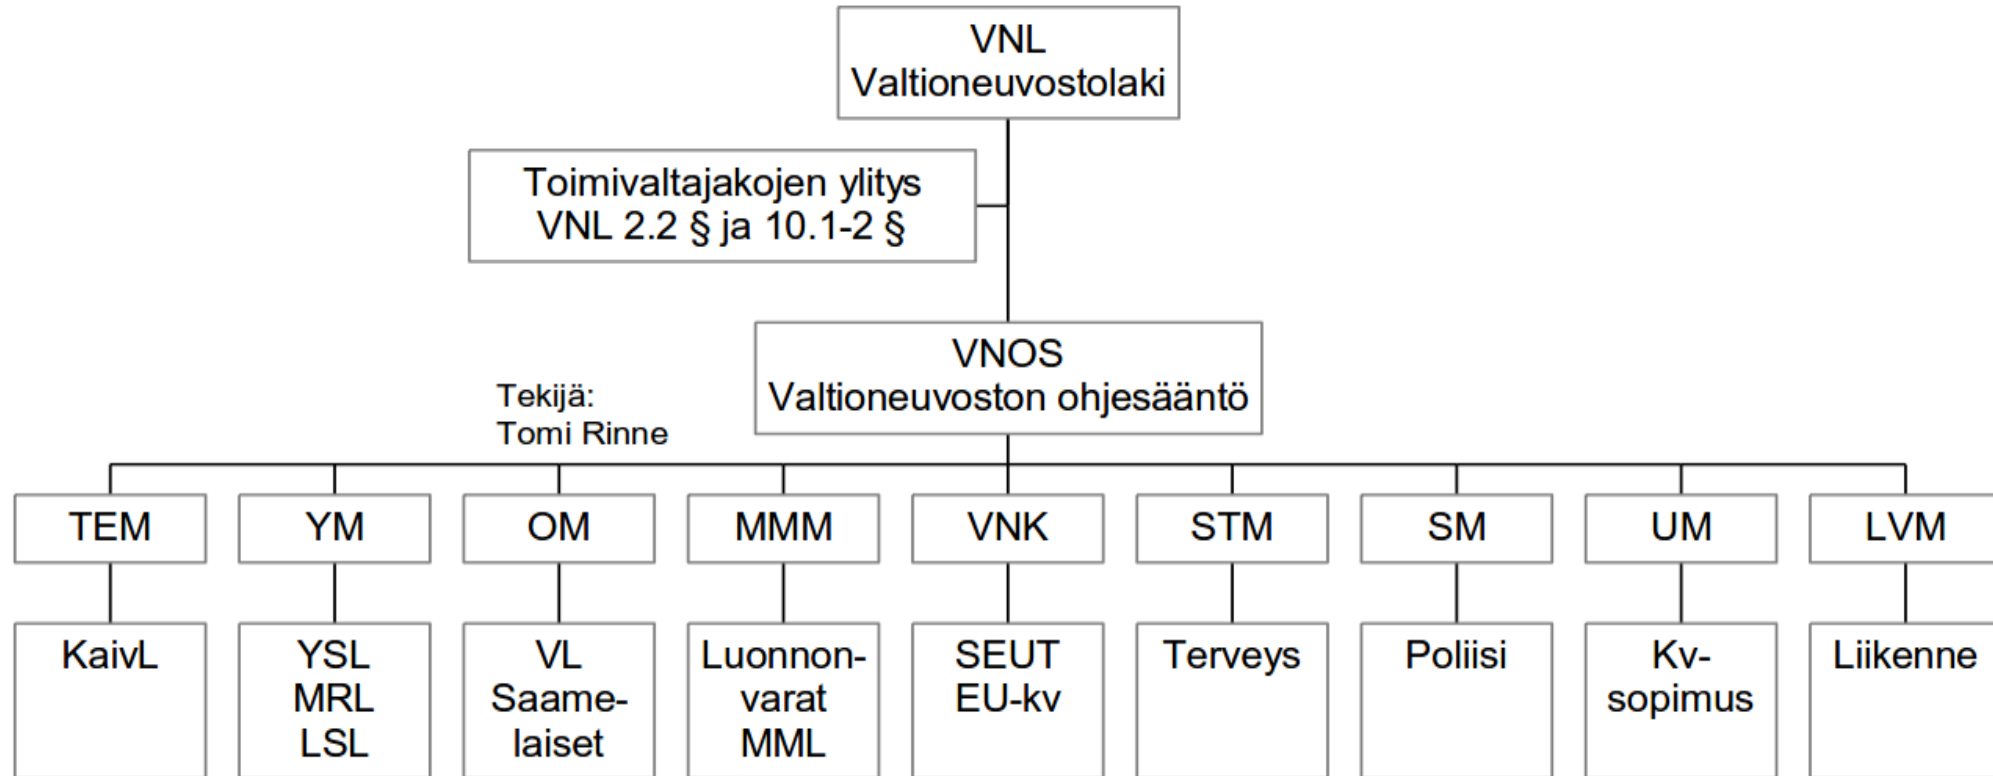 VNL
Valtioneuvostolaki
Toimivaltajakojen ylitys
VNL 2.2 § ja 10.1-2 §
VNOS
Valtioneuvoston ohjesääntö
Tekijä:
Tomi Rinne
TEM
YM
OM
MMM
VNK
STM
SM
UM
LVM
KaivL
YSL
MRL
LSL
VL
Saame-
laiset
Luonnon-
varat
MML
SEUT
EU-kv
Terveys
Poliisi
Kv-
sopimus
Liikenne